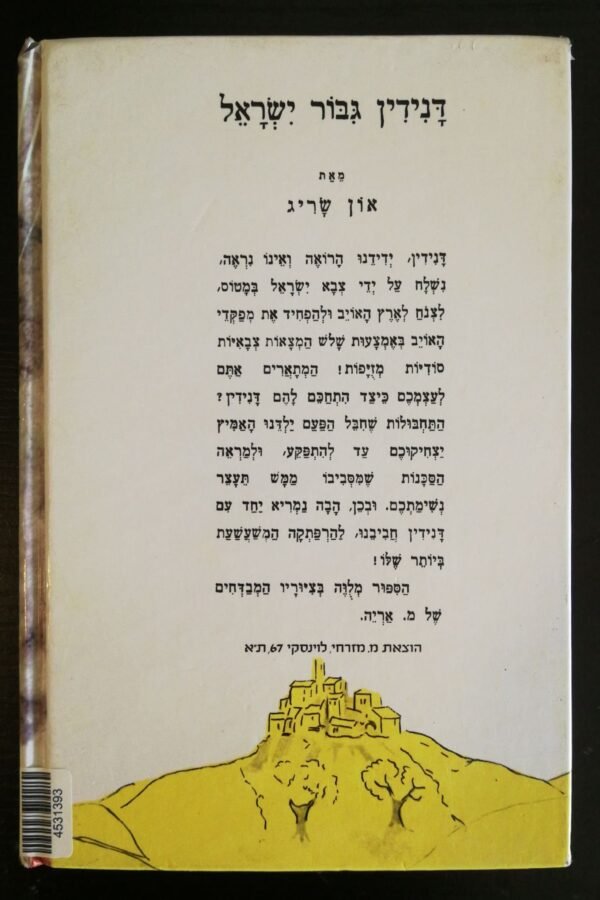 דָּנִידִין גִּבּוֹר יִשְׂרָאֵל
מֵאֵת
אוֹן שָׂרִיג
דָּנִידִין, יְדִידֵנוּ הָרוֹאֶה וְאֵינוֹ נִרְאֶה,
נִשְׁלָח עַל יְדֵי צְבָא יִשְׂרָאֵל בְּמָטוֹס,
לִצְנֹחַ לְאֶרֶץ הָאוֹיֵב וּלְהַפְחִיד אֶת מְפַקְּדֵי
הָאוֹיֵב בְּאֶמְצָעוּת שָׁלֹשׁ הַמְצָאוֹת צְבָאִיּוֹת
סוֹדִיּוֹת מְזֻיָּפוֹת! הַמְתָאֲרִים אַתֶּם
לְעַצְמְכֶם כֵּיצַד הִתְחַכֵּם לָהֶם דָּנִידִין?
הַתַּחְבּוּלוֹת שֶׁחִבֵּל הַפַּעַם יַלְדֵּנוּ הָאַמִּיץ
יַצְחִיקוּכֶם עַד לְהִתְפַּקֵּעַ, וּלְמַרְאֵה
הַסַּכָּנוֹת שֶׁמִּסְּבִיבוֹ מַמָּשׁ תֵּעָצֵר
נְשִׁימַתְכֶם. וּבְכֵן, הָבָה נַמְרִיא יַחַד עִם
דָּנִידִין חֲבִיבֵנוּ, לַהַרְפַּתְקָה הַמְשַׁעֲשַׁעַת
בְּיוֹתֵר שֶׁלּוֹ!
הַסִּפּוּר מְלֻוֶּה בְּצִיּוּרָיו הַמְבַדְּחִים
שֶׁל מ. אַרְיֵה.
הוצאת מ. מזרחי, לוינסקי 67, ת״א
4531393